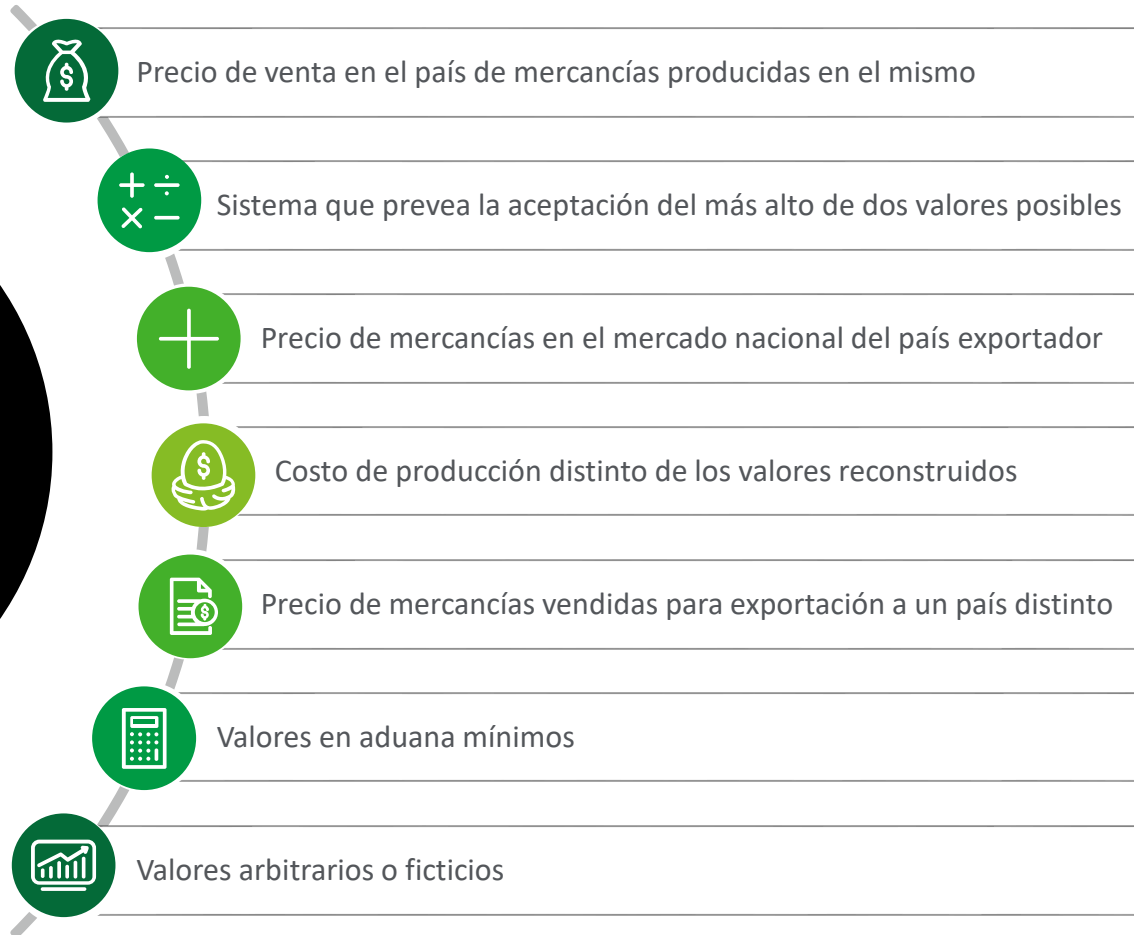 Precio de venta en el país de mercancías producidas en el mismo
Sistema que prevea la aceptación del más alto de dos valores posibles
Precio de mercancías en el mercado nacional del país exportador
Costo de producción distinto de los valores reconstruidos
Precio de mercancías vendidas para exportación a un país distinto
Valores en aduana mínimos
Valores arbitrarios o ficticios